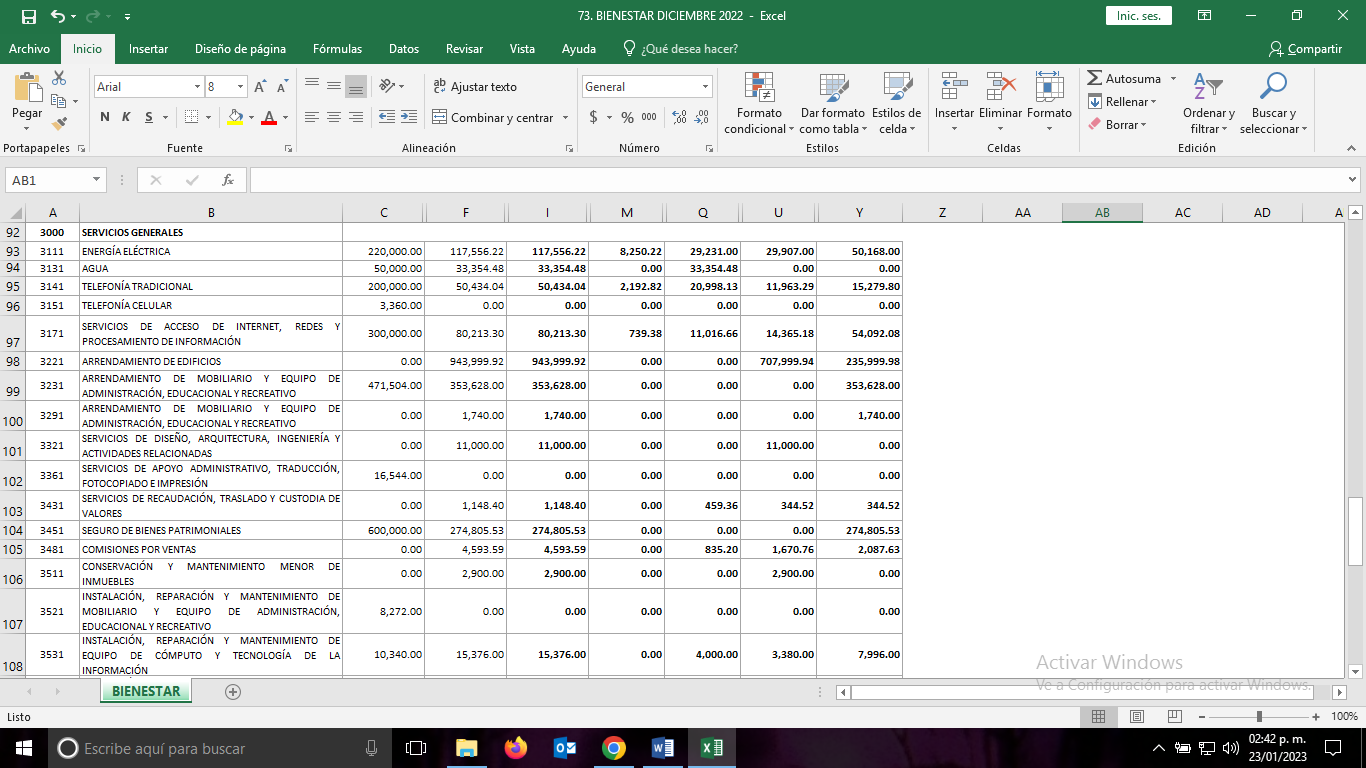 73. BIENESTAR DICIEMBRE 2022 - Excel
Inic. ses.
Archivo Inicio Insertar Diseño de página Fórmulas Datos Revisar Vista Ayuda ¿Qué desea hacer? Compartir
Pegar
Arial 8
N K S
Ajustar texto
Combinar y centrar
General
$ % 000
Formato condicional
Dar formato como tabla
Estilos de celda
Insertar Eliminar Formato
Autosuma
Rellenar
Borrar
Ordenar y filtrar
Buscar y seleccionar
Portapapeles Fuente Alineación Número Estilos Celdas Edición
AB1 fx
A B C F I M Q U Y Z AA AB AC AD A
92 3000 SERVICIOS GENERALES
93 3111 ENERGÍA ELÉCTRICA 220,000.00 117,556.22 117,556.22 8,250.22 29,231.00 29,907.00 50,168.00
94 3131 AGUA 50,000.00 33,354.48 33,354.48 0.00 33,354.48 0.00 0.00
95 3141 TELEFONÍA TRADICIONAL 200,000.00 50,434.04 50,434.04 2,192.82 20,998.13 11,963.29 15,279.80
96 3151 TELEFONÍA CELULAR 3,360.00 0.00 0.00 0.00 0.00 0.00 0.00
SERVICIOS DE ACCESO DE INTERNET, REDES Y
97 3171 PROCESAMIENTO DE INFORMACIÓN 300,000.00 80,213.30 80,213.30 739.38 11,016.66 14,365.18 54,092.08
98 3221 ARRENDAMIENTO DE EDIFICIOS 0.00 943,999.92 943,999.92 0.00 0.00 707,999.94 235,999.98
ARRENDAMIENTO DE MOBILIARIO Y EQUIPO DE
99 3231 ADMINISTRACIÓN, EDUCACIONAL Y RECREATIVO 471,504.00 353,628.00 353,628.00 0.00 0.00 0.00 353,628.00
ARRENDAMIENTO DE MOBILIARIO Y EQUIPO DE
100 3291 ADMINISTRACIÓN, EDUCACIONAL Y RECREATIVO 0.00 1,740.00 1,740.00 0.00 0.00 0.00 1,740.00
SERVICIOS DE DISEÑO, ARQUITECTURA, INGENIERÍA Y
101 3321 ACTIVIDADES RELACIONADAS 0.00 11,000.00 11,000.00 0.00 0.00 11,000.00 0.00
SERVICIOS DE APOYO ADMINISTRATIVO, TRADUCCIÓN,
102 3361 FOTOCOPIADO E IMPRESIÓN 16,544.00 0.00 0.00 0.00 0.00 0.00 0.00
SERVICIOS DE RECAUDACIÓN, TRASLADO Y CUSTODIA DE
103 3431 VALORES 0.00 1,148.40 1,148.40 0.00 459.36 344.52 344.52
104 3451 SEGURO DE BIENES PATRIMONIALES 600,000.00 274,805.53 274,805.53 0.00 0.00 0.00 274,805.53
105 3481 COMISIONES POR VENTAS 0.00 4,593.59 4,593.59 0.00 835.20 1,670.76 2,087.63
CONSERVACIÓN Y MANTENIMIENTO MENOR DE
106 3511 INMUEBLES 0.00 2,900.00 2,900.00 0.00 0.00 2,900.00 0.00
INSTALACIÓN, REPARACIÓN Y MANTENIMIENTO DE
107 3521 MOBILIARIO Y EQUIPO DE ADMINISTRACIÓN, 8,272.00 0.00 0.00 0.00 0.00 0.00 0.00
EDUCACIONAL Y RECREATIVO
INSTALACIÓN, REPARACIÓN Y MANTENIMIENTO DE
108 3531 EQUIPO DE CÓMPUTO Y TECNOLOGÍA DE LA 10,340.00 15,376.00 15,376.00 0.00 4,000.00 3,380.00 7,996.00
INFORMACIÓN
Activar Windows
Ve a Configuración para activar Windows.
BIENESTAR
Listo 100%
Escribe aquí para buscar
02:42 p. m.
23/01/2023